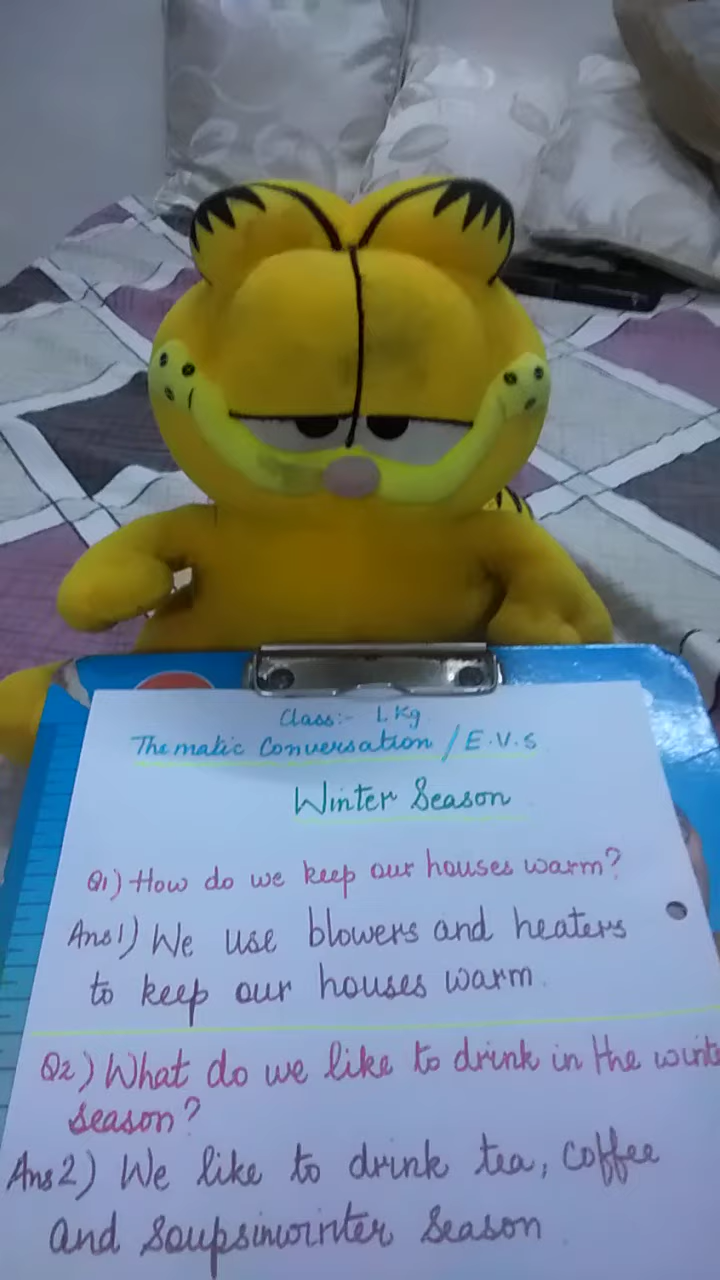 Class:- L Kg
Thematic Conversation / E.V.S
Winter Season
Q1) How do we keep our houses warm?
Ans1) We use blowers and heaters
to keep our houses warm.
Q2) What do we like to drink in the winte
season?
Ans2) We like to drink tea, coffee
and soupsinwinter season